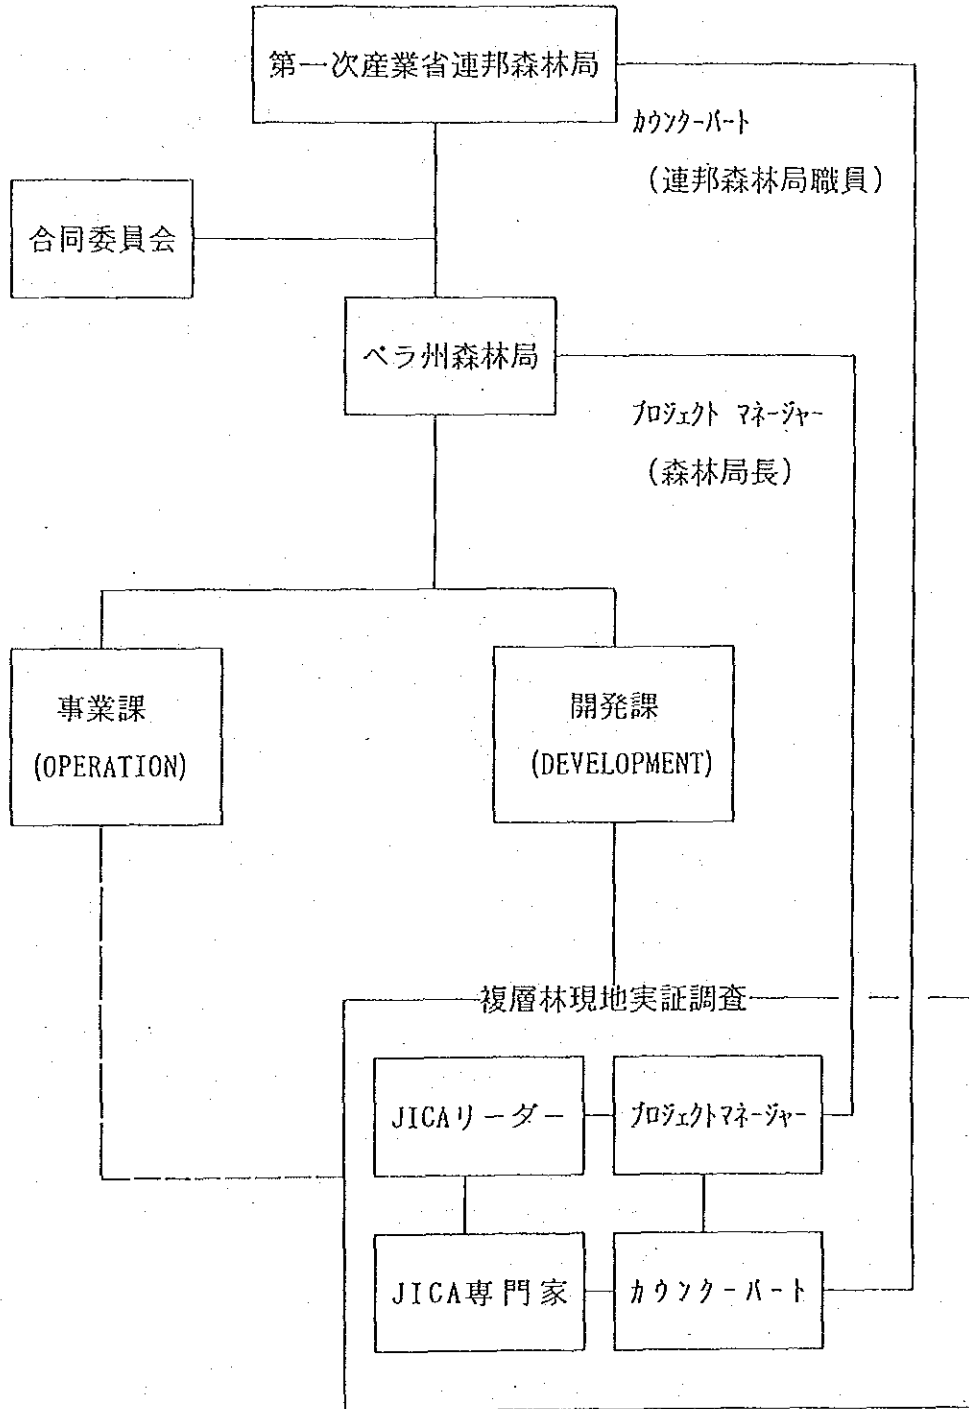 第一次産業省連邦森林局
カウンターパート
(連邦森林局職員)
合同委員会
ペラ州森林局
プロジェクト マネージャー
(森林局長)
事業課
(OPERATION)
開発課
(DEVELOPMENT)
複層林現地実証調査
JICAリーダー
プロジェクトマネージャー
JICA専門家
カウンターパート